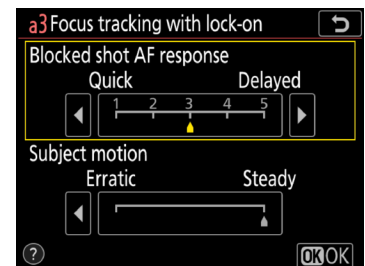 a3 Focus tracking with lock-on
Blocked shot AF response
Quick Delayed
1 2 3 4 5
Subject motion
Erratic Steady
? OK OK